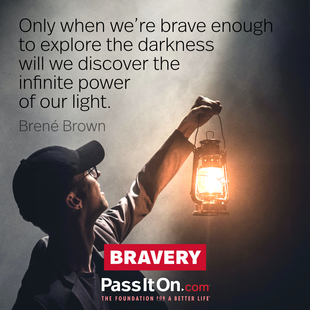 Only when we're brave enough
to explore the darkness
will we discover the
infinite power
of our light.
Brené Brown
BRAVERY
PassItOn.com
THE FOUNDATION FOR A BETTER LIFE